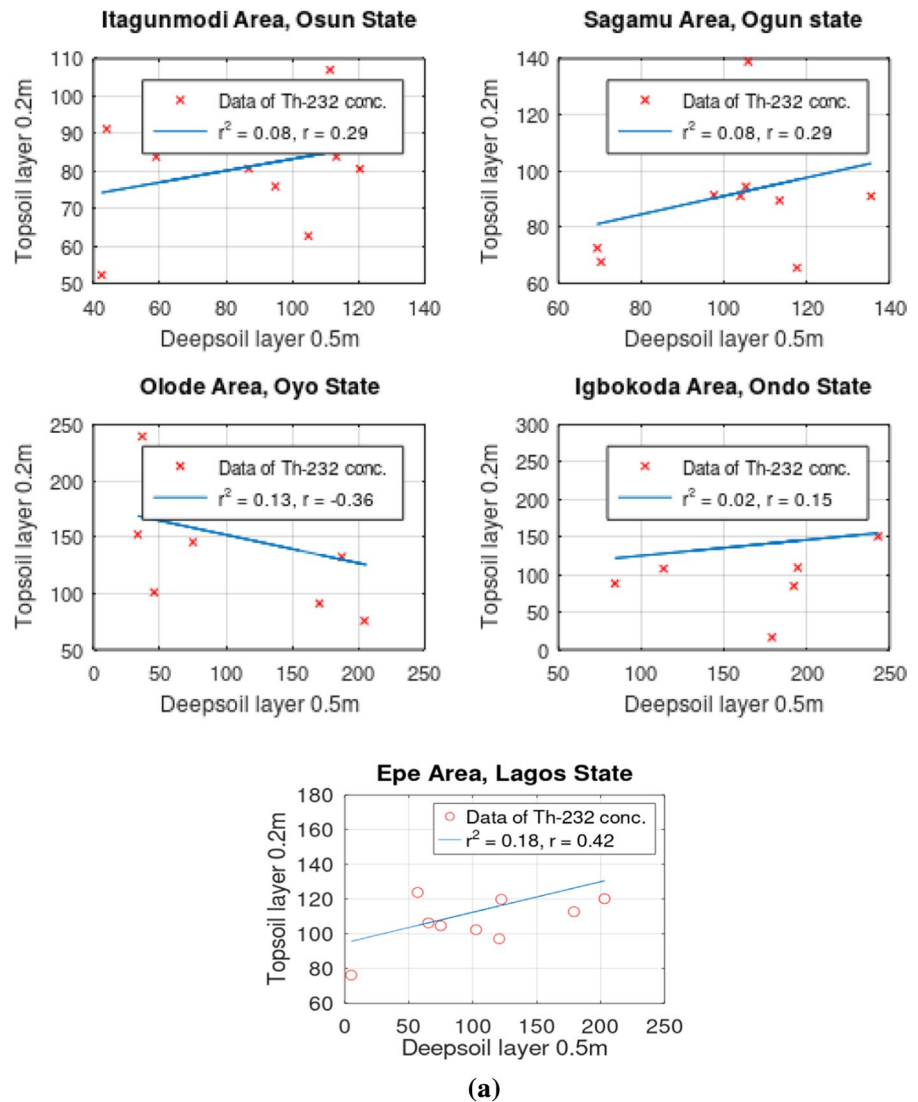 Itagunmodi Area, Osun State
110
100
90
80
70
60
50
Topsoil layer 0.2m
Data of Th-232 conc.
r² = 0.08, r = 0.29
40 60 80 100 120 140
Deepsoil layer 0.5m
Sagamu Area, Ogun state
140
120
100
80
60
Topsoil layer 0.2m
Data of Th-232 conc.
r² = 0.08, r = 0.29
60 80 100 120 140
Deepsoil layer 0.5m
Olode Area, Oyo State
250
200
150
100
50
Topsoil layer 0.2m
Data of Th-232 conc.
r² = 0.13, r = -0.36
0 50 100 150 200 250
Deepsoil layer 0.5m
Igbokoda Area, Ondo State
300
250
200
150
100
50
0
Topsoil layer 0.2m
Data of Th-232 conc.
r² = 0.02, r = 0.15
50 100 150 200 250
Deepsoil layer 0.5m
Epe Area, Lagos State
180
160
140
120
100
80
60
Topsoil layer 0.2m
Data of Th-232 conc.
r² = 0.18, r = 0.42
0 50 100 150 200 250
Deepsoil layer 0.5m
(a)